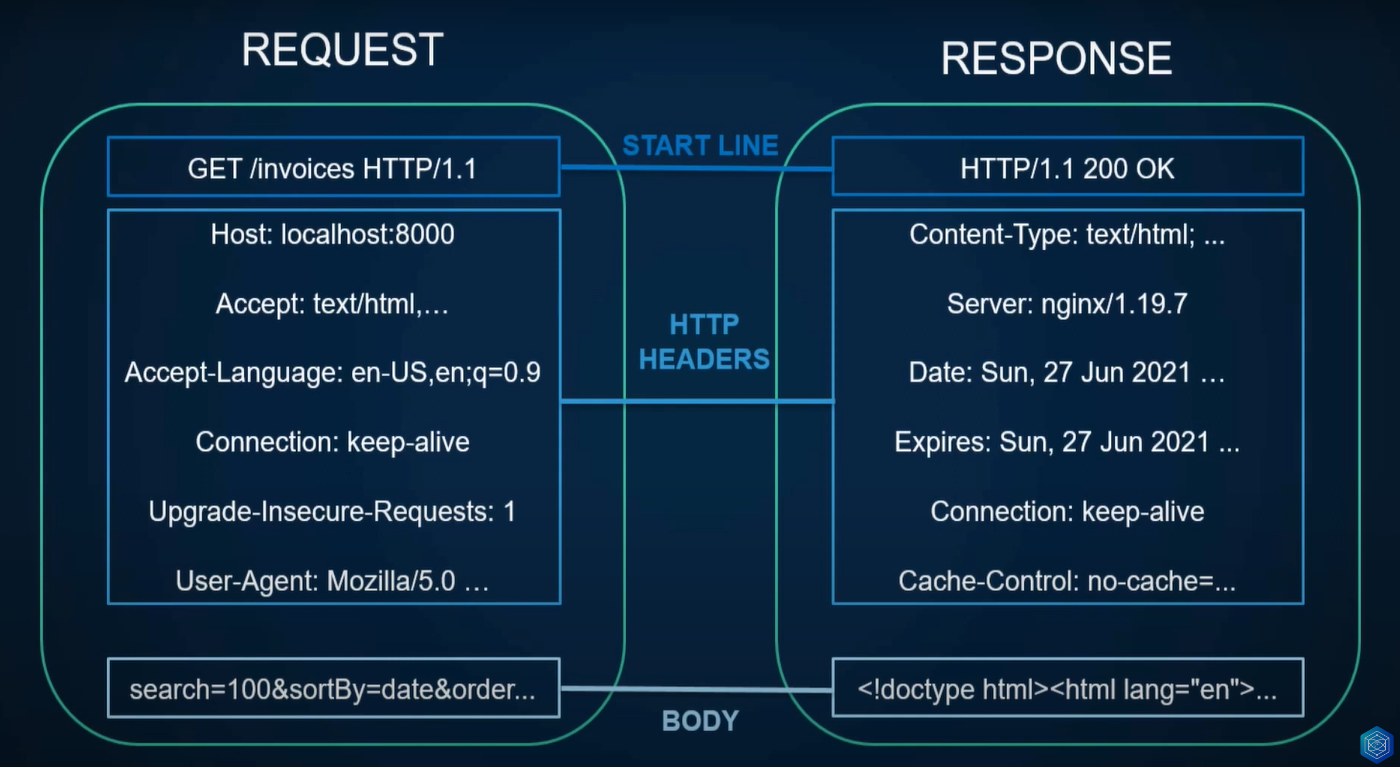 REQUEST
GET /invoices HTTP/1.1
Host: localhost:8000
Accept: text/html,...
Accept-Language: en-US,en;q=0.9
Connection: keep-alive
Upgrade-Insecure-Requests: 1
User-Agent: Mozilla/5.0 ...
search=100&sortBy=date&order...
START LINE
HTTP
HEADERS
BODY
RESPONSE
HTTP/1.1 200 OK
Content-Type: text/html; ...
Server: nginx/1.19.7
Date: Sun, 27 Jun 2021 ...
Expires: Sun, 27 Jun 2021 ...
Connection: keep-alive
Cache-Control: no-cache=...
<!doctype html><html lang="en">...